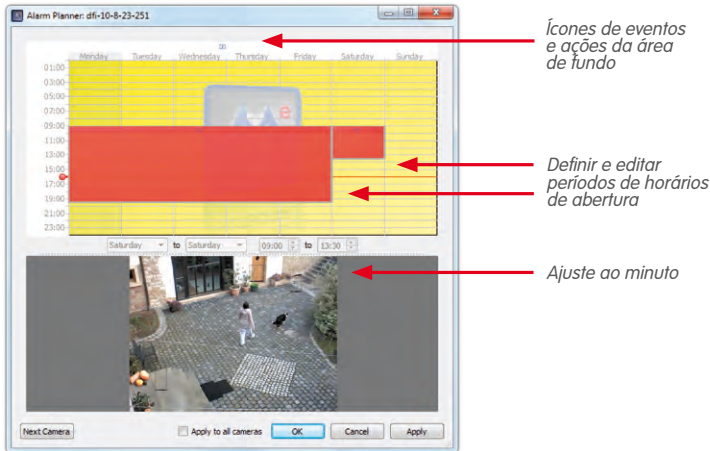 Alarm Planner: dfi-10-8-23-251
Monday Tuesday Wednesday Thursday Friday Saturday Sunday
01:00
03:00
05:00
07:00
09:00
11:00
13:00
15:00
17:00
19:00
21:00
23:00
Saturday to Saturday 09:00 to 13:30
Next Camera Apply to all cameras OK Cancel Apply
Ícones de eventos
e ações da área
de fundo
Definir e editar
períodos de horários
de abertura
Ajuste ao minuto